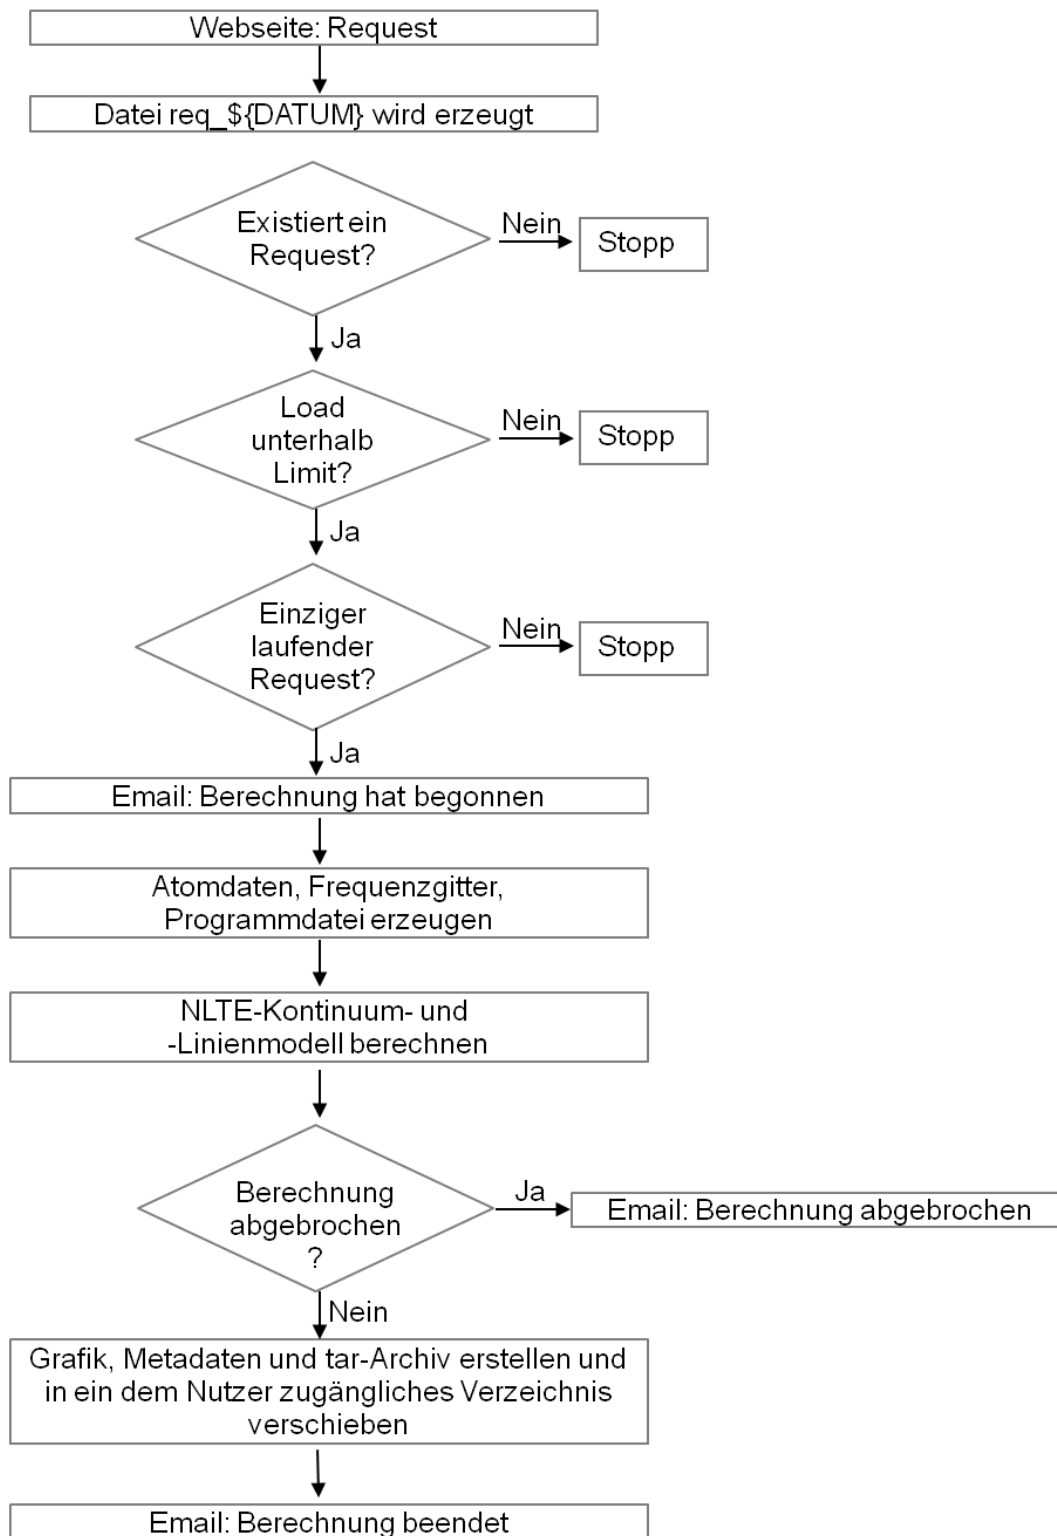 Webseite: Request
Datei req_${DATUM} wird erzeugt
Existiert ein
Request?
Nein
Stopp
Ja
Load
unterhalb
Limit?
Nein
Stopp
Ja
Einziger
laufender
Request?
Nein
Stopp
Ja
Email: Berechnung hat begonnen
Atomdaten, Frequenzgitter,
Programmdatei erzeugen
NLTE-Kontinuum- und
-Linienmodell berechnen
Berechnung
abgebrochen
?
Ja
Email: Berechnung abgebrochen
Nein
Grafik, Metadaten und tar-Archiv erstellen und
in ein dem Nutzer zugängliches Verzeichnis
verschieben
Email: Berechnung beendet